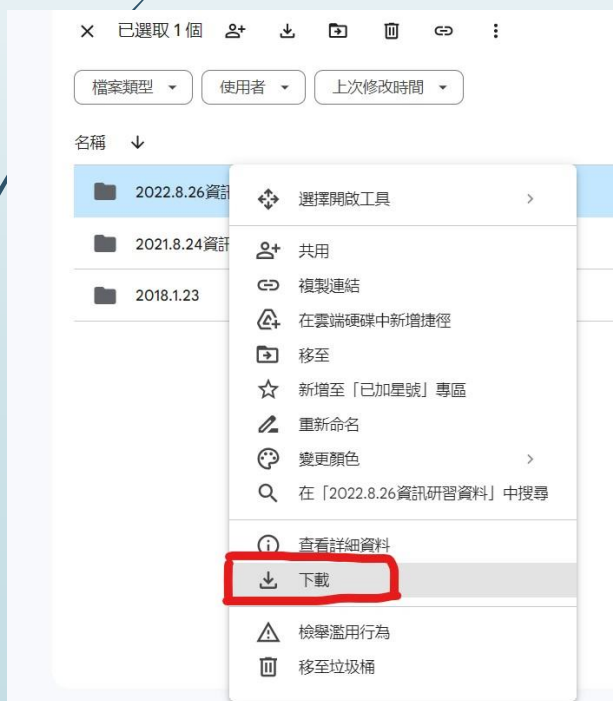 已選取 1 個
檔案類型
使用者
上次修改時間
名稱
2022.8.26資訊
2021.8.24資訊
2018.1.23
選擇開啟工具
共用
複製連結
在雲端硬碟中新增捷徑
移至
新增至「已加星號」專區
重新命名
變更顏色
在「2022.8.26資訊研習資料」中搜尋
查看詳細資料
下載
檢舉濫用行為
移至垃圾桶